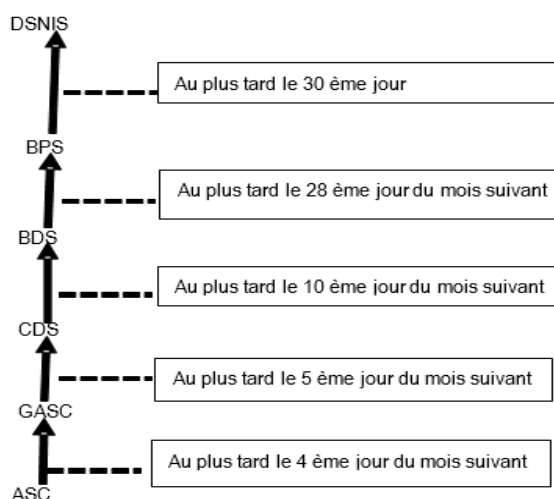 DSNIS
Au plus tard le 30 ème jour
BPS
Au plus tard le 28 ème jour du mois suivant
BDS
Au plus tard le 10 ème jour du mois suivant
CDS
Au plus tard le 5 ème jour du mois suivant
GASC
Au plus tard le 4 ème jour du mois suivant
ASC